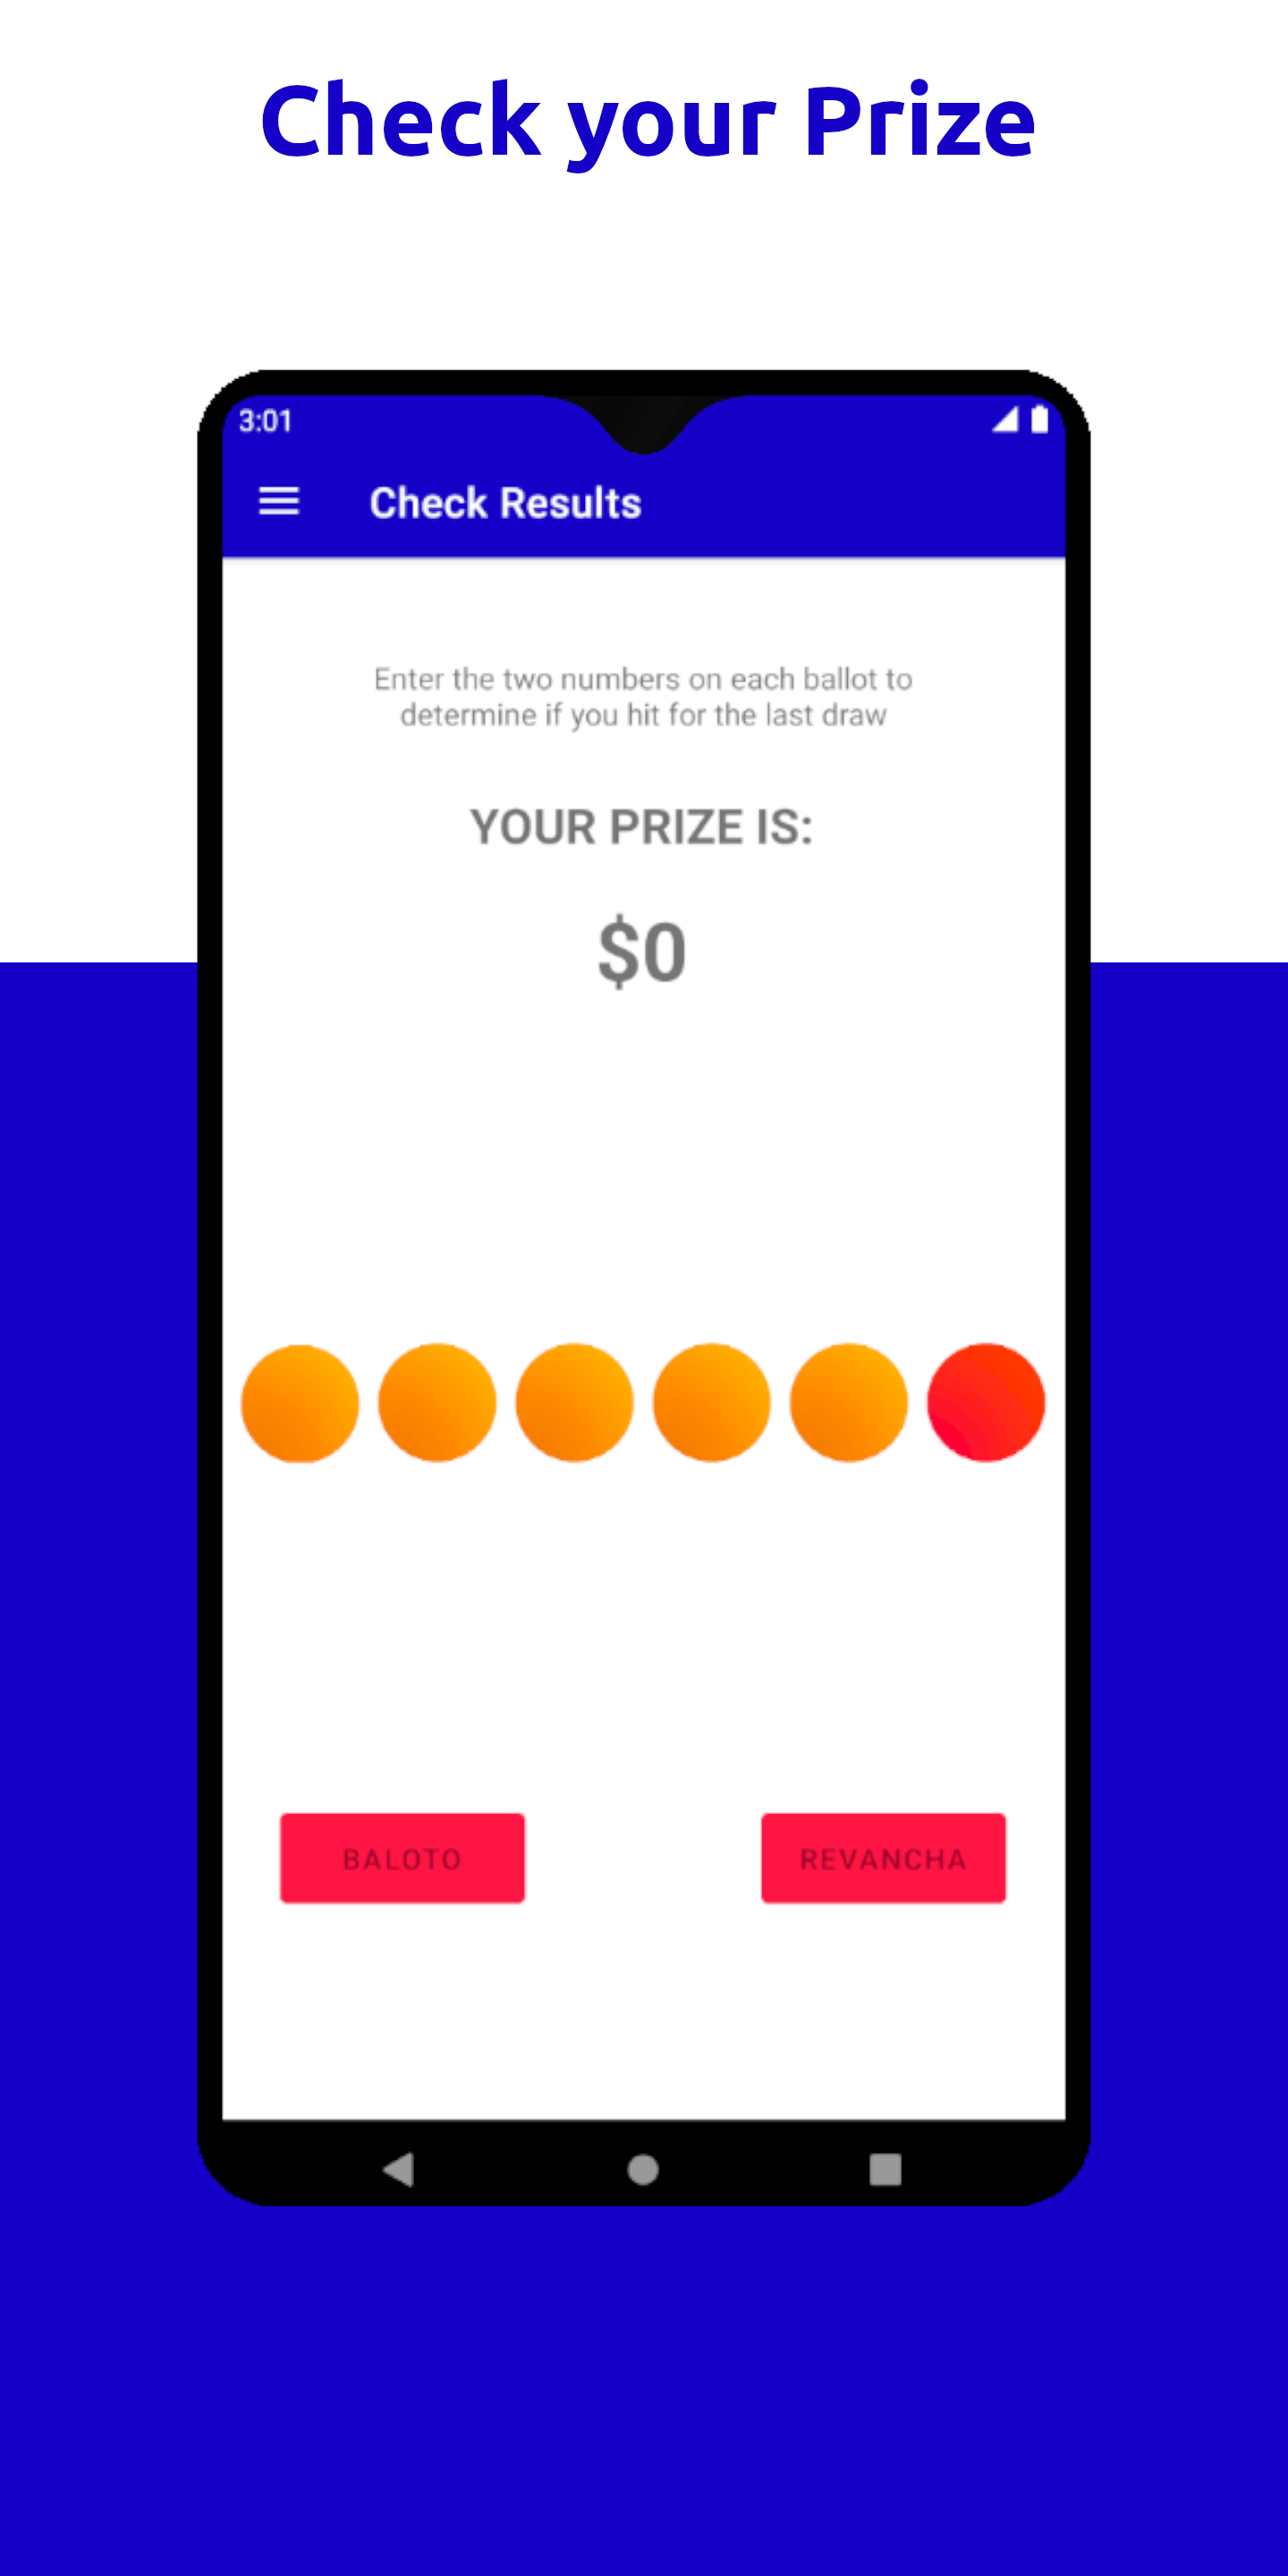 Check your Prize
3:01
Check Results
Enter the two numbers on each ballot to
determine if you hit for the last draw
YOUR PRIZE IS:
$0
BALOTO
REVANCHA